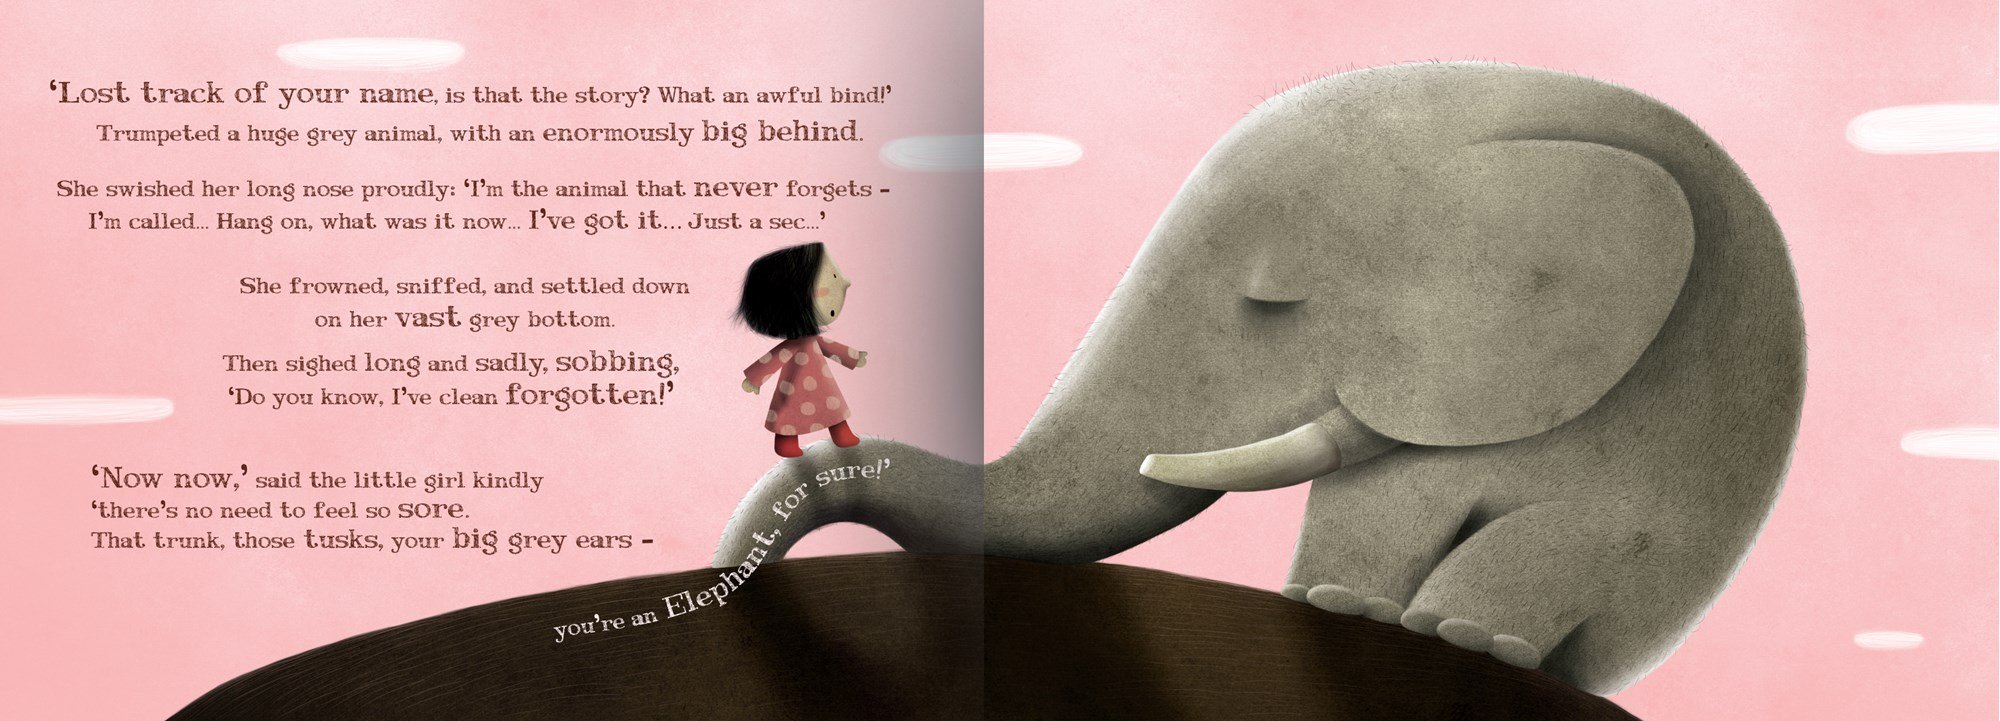 ‘Lost track of your name, is that the story? What an awful bind!’
Trumpeted a huge grey animal, with an enormously big behind.
She swished her long nose proudly: ‘I’m the animal that never forgets -
I’m called... Hang on, what was it now... I’ve got it... Just a sec...’
She frowned, sniffed, and settled down
on her vast grey bottom.
Then sighed long and sadly, sobbing,
‘Do you know, I’ve clean forgotten!’
‘Now now,’ said the little girl kindly
‘there’s no need to feel so sore.
That trunk, those tusks, your big grey ears -
you’re an Elephant, for sure!’